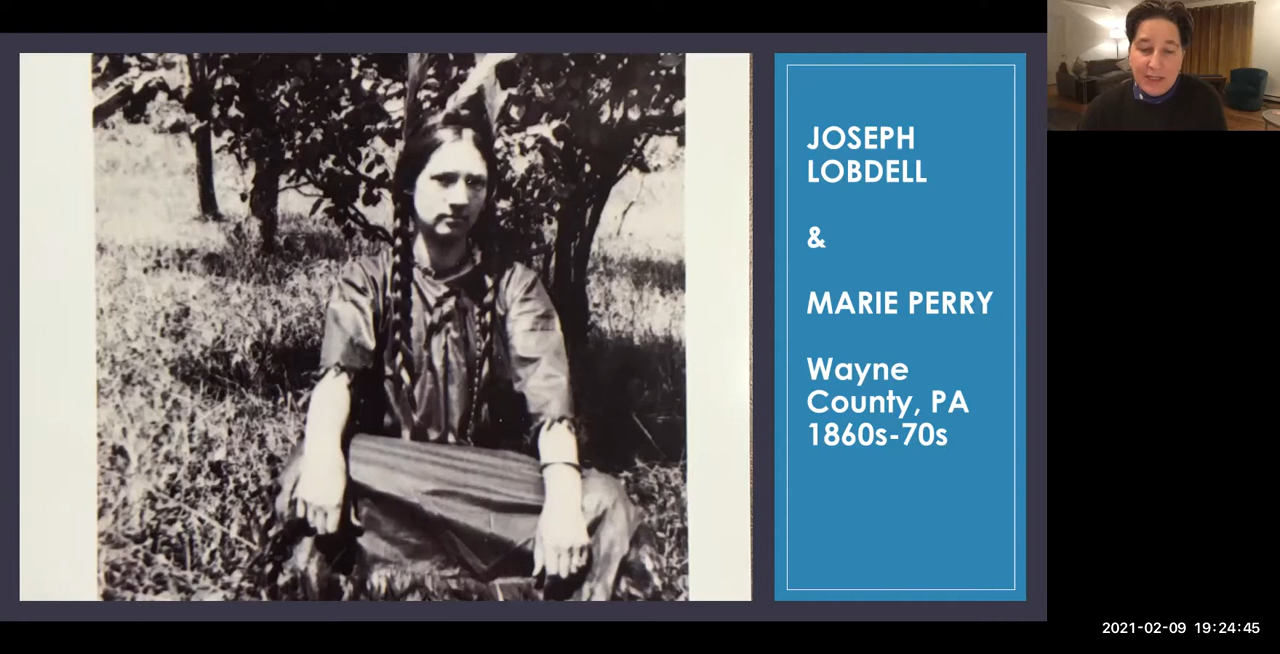 JOSEPH
LOBDELL
&
MARIE PERRY
Wayne
County, PA
1860s-70s
2021-02-09 19:24:45